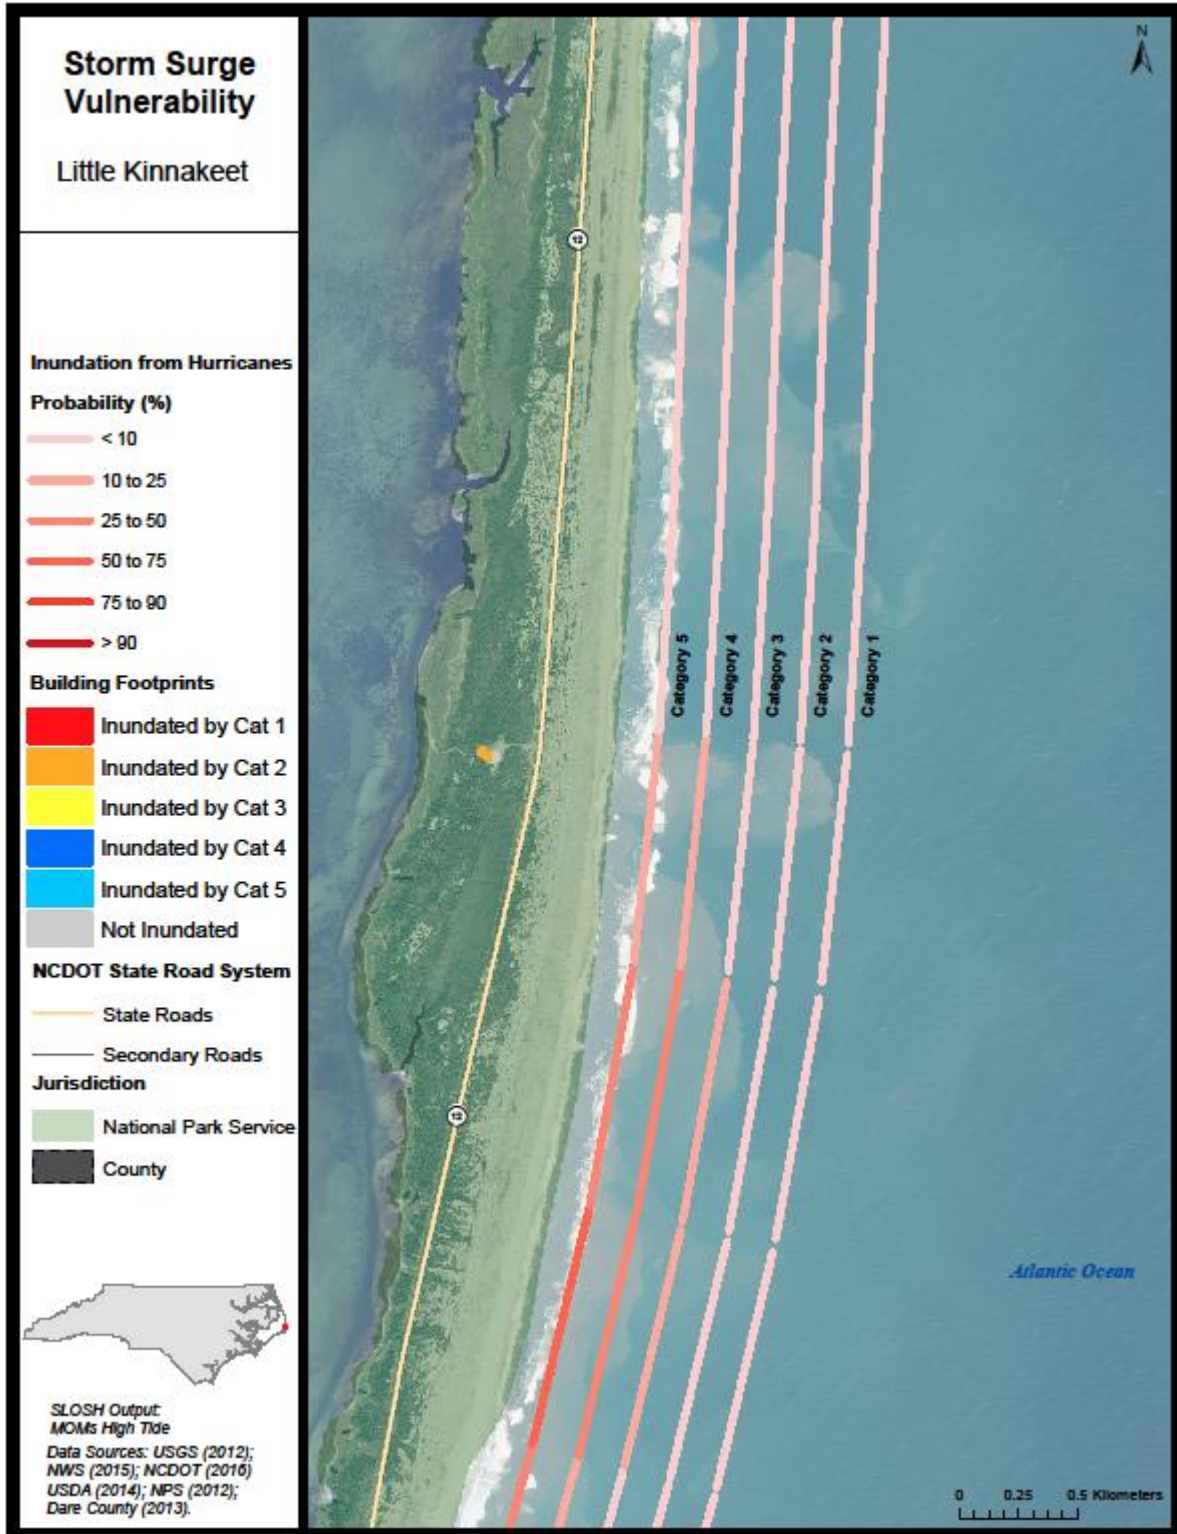 Storm Surge
Vulnerability
Little Kinnakeet
Inundation from Hurricanes
Probability (%)
< 10
10 to 25
25 to 50
50 to 75
75 to 90
> 90
Building Footprints
Inundated by Cat 1
Inundated by Cat 2
Inundated by Cat 3
Inundated by Cat 4
Inundated by Cat 5
Not Inundated
NCDOT State Road System
State Roads
Secondary Roads
Jurisdiction
National Park Service
County
SLOSH Output:
MOMs High Tide
Data Sources: USGS (2012);
NWS (2015); NCDOT (2016)
USDA (2014); NPS (2012);
Dare County (2013).
N
12
Category 5
Category 4
Category 3
Category 2
Category 1
12
Atlantic Ocean
0 0.25 0.5 Kilometers